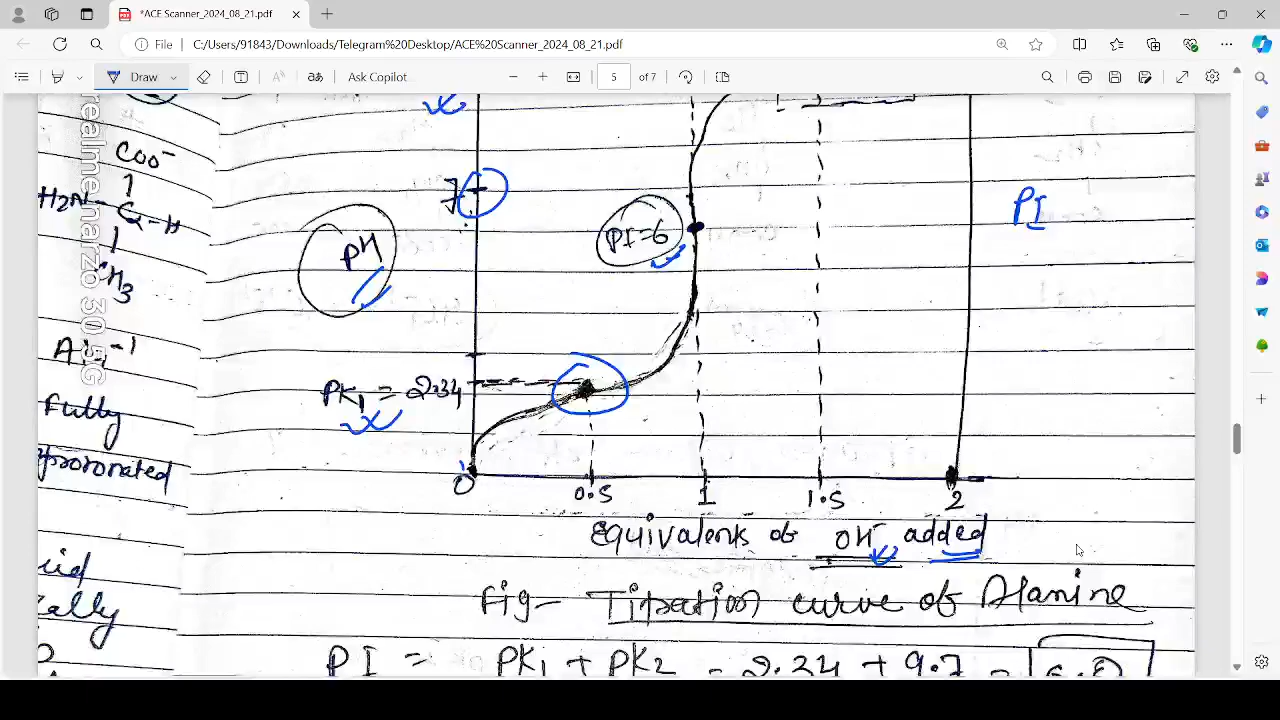 *ACE Scanner_2024_08_21.pdf
File C:/Users/91843/Downloads/Telegram%20Desktop/ACE%20Scanner_2024_08_21.pdf
Draw Ask Copilot 5 of 7
realme narzo 30 5G
COO-
H2N-Cα-H
CH3
Fully
7
PH
PI=6
PI
PK1 = 2.34
0 0.5 1 1.5 2
Equivalents of OH- added
Fig- Titration curve of Alanine
PI = PK1 + PK2 = 2.34 + 9.7 =